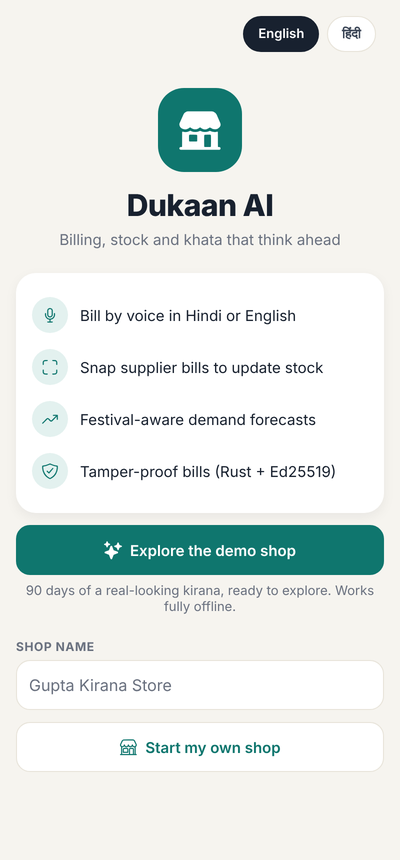 English
हिंदी
Dukaan AI
Billing, stock and khata that think ahead
Bill by voice in Hindi or English
Snap supplier bills to update stock
Festival-aware demand forecasts
Tamper-proof bills (Rust + Ed25519)
Explore the demo shop
90 days of a real-looking kirana, ready to explore. Works
fully offline.
SHOP NAME
Gupta Kirana Store
Start my own shop